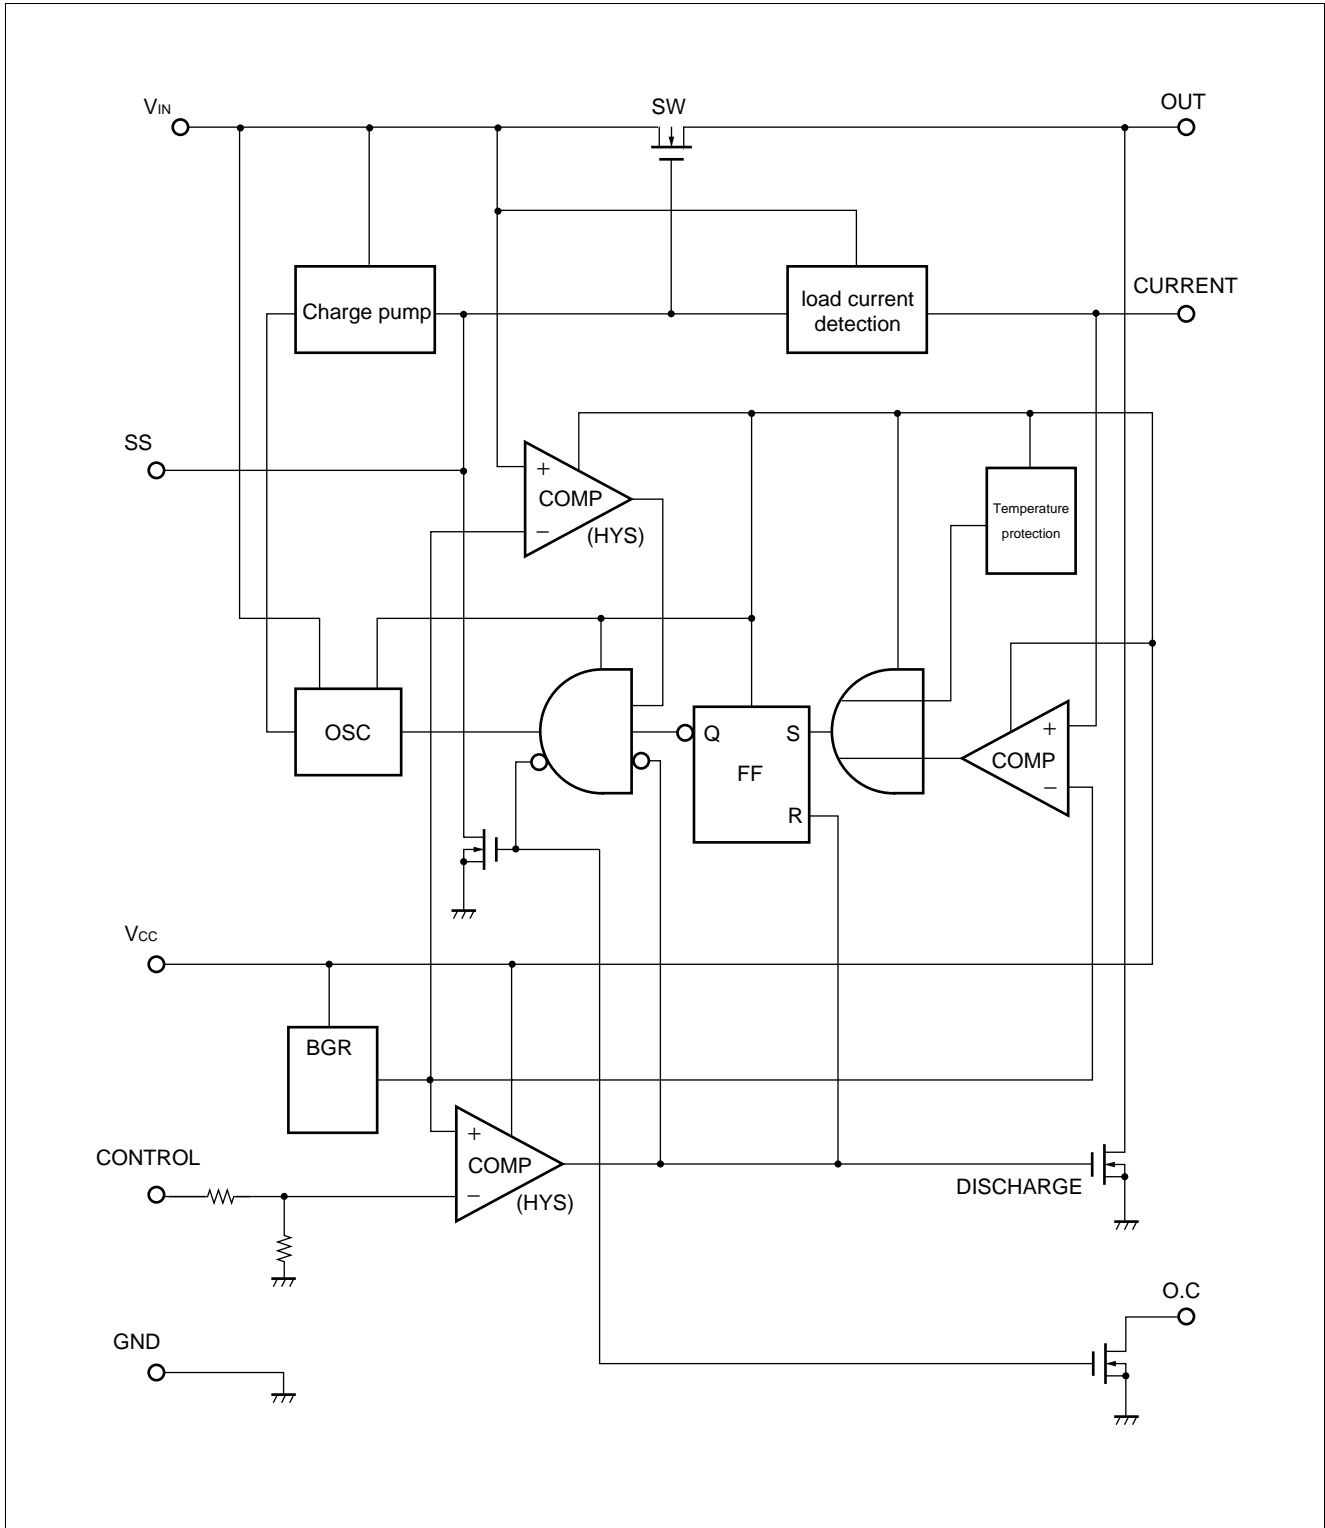 VIN
SW
OUT
Charge pump
load current
detection
CURRENT
SS
+
COMP
−
(HYS)
Temperature
protection
OSC
Q
S
FF
R
+
COMP
−
VCC
BGR
CONTROL
+
COMP
−
(HYS)
DISCHARGE
O.C
GND